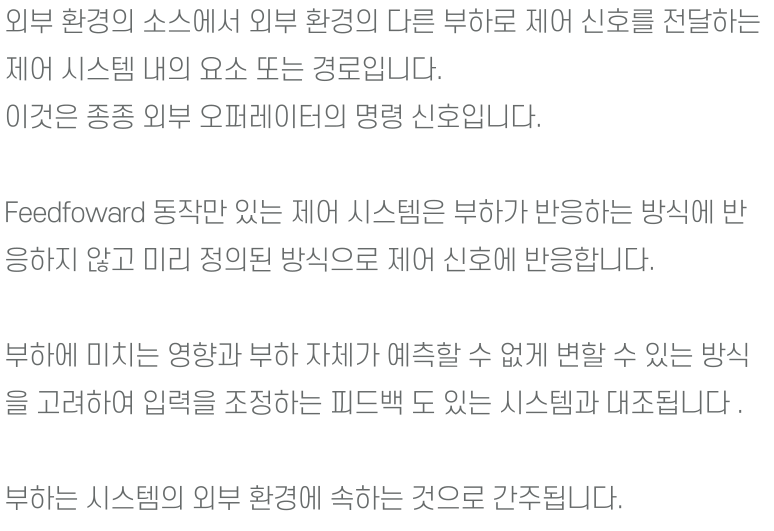 외부 환경의 소스에서 외부 환경의 다른 부하로 제어 신호를 전달하는
제어 시스템 내의 요소 또는 경로입니다.
이것은 종종 외부 오퍼레이터의 명령 신호입니다.
Feedfoward 동작만 있는 제어 시스템은 부하가 반응하는 방식에 반
응하지 않고 미리 정의된 방식으로 제어 신호에 반응합니다.
부하에 미치는 영향과 부하 자체가 예측할 수 없게 변할 수 있는 방식
을 고려하여 입력을 조정하는 피드백 도 있는 시스템과 대조됩니다 .
부하는 시스템의 외부 환경에 속하는 것으로 간주됩니다.